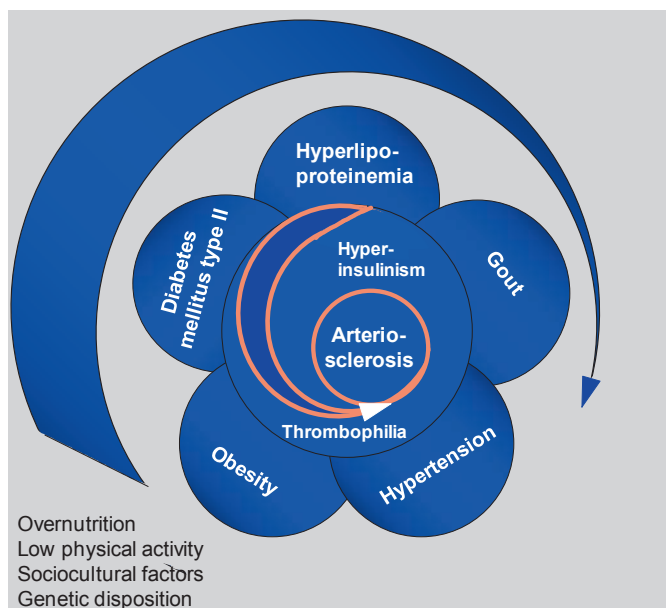 Hyperlipo-
proteinemia
Diabetes
mellitus type II
Hyper-
insulinism
Gout
Arterio-
sclerosis
Thrombophilia
Obesity
Hypertension
Overnutrition
Low physical activity
Sociocultural factors
Genetic disposition